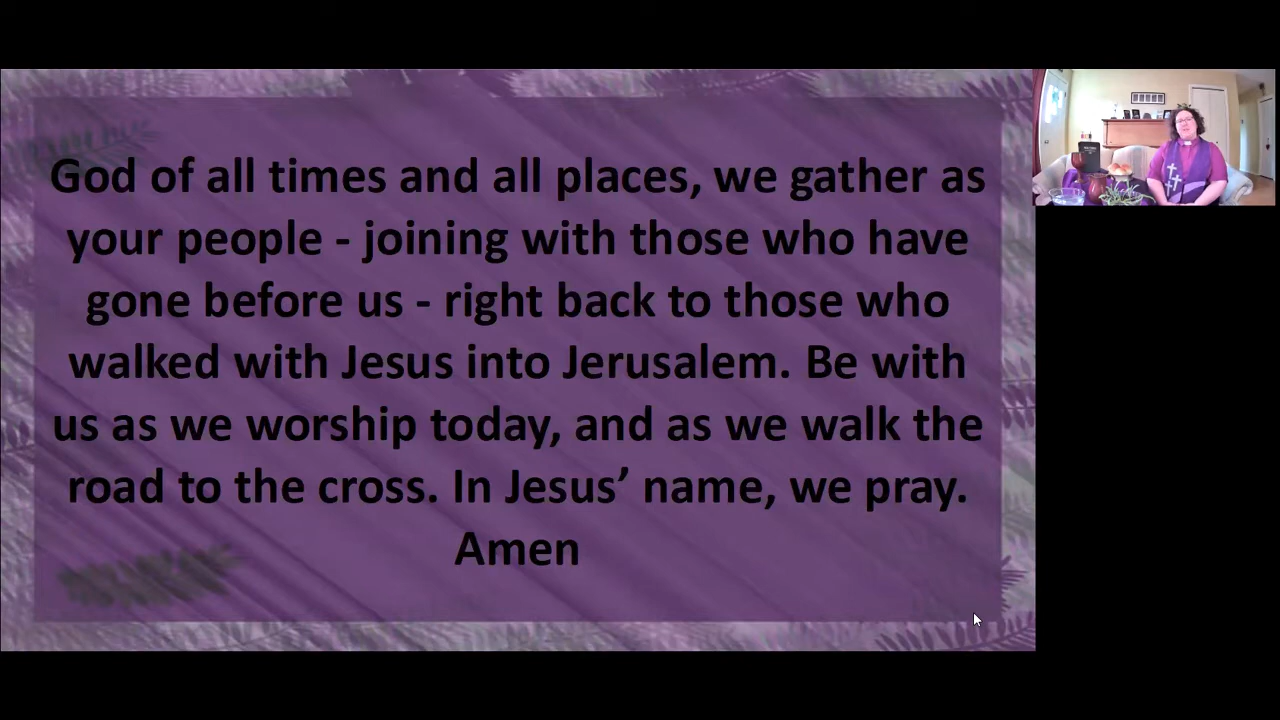 God of all times and all places, we gather as
your people - joining with those who have
gone before us - right back to those who
walked with Jesus into Jerusalem. Be with
us as we worship today, and as we walk the
road to the cross. In Jesus’ name, we pray.
Amen